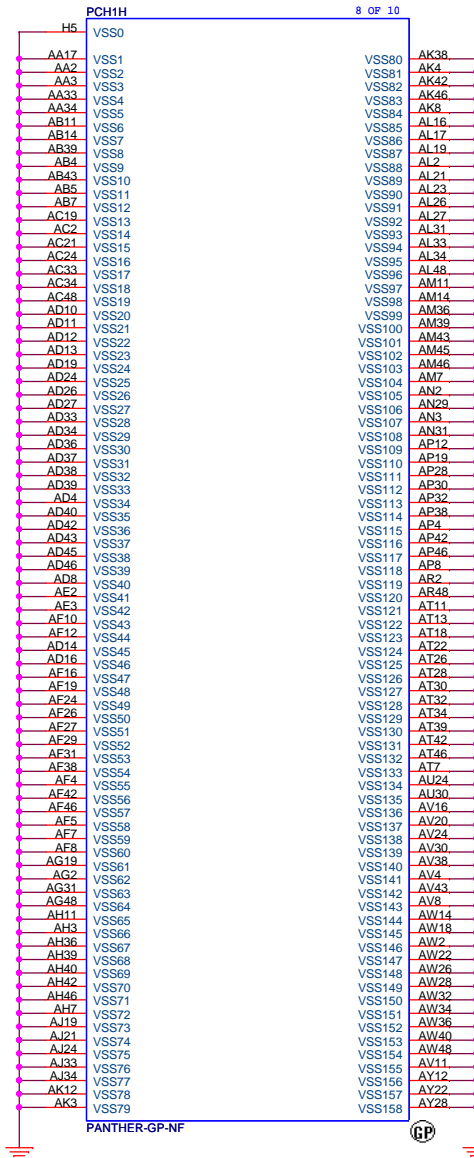 PCH1H 8 OF 10
H5 VSS0
AA17 VSS1 VSS80 AK38
AA2 VSS2 VSS81 AK4
AA3 VSS3 VSS82 AK42
AA33 VSS4 VSS83 AK46
AA34 VSS5 VSS84 AK8
AB11 VSS6 VSS85 AL16
AB14 VSS7 VSS86 AL17
AB39 VSS8 VSS87 AL19
AB4 VSS9 VSS88 AL2
AB43 VSS10 VSS89 AL21
AB5 VSS11 VSS90 AL23
AB7 VSS12 VSS91 AL26
AC19 VSS13 VSS92 AL27
AC2 VSS14 VSS93 AL31
AC21 VSS15 VSS94 AL33
AC24 VSS16 VSS95 AL34
AC33 VSS17 VSS96 AL48
AC34 VSS18 VSS97 AM11
AC48 VSS19 VSS98 AM14
AD10 VSS20 VSS99 AM36
AD11 VSS21 VSS100 AM39
AD12 VSS22 VSS101 AM43
AD13 VSS23 VSS102 AM45
AD19 VSS24 VSS103 AM46
AD24 VSS25 VSS104 AM7
AD26 VSS26 VSS105 AN2
AD27 VSS27 VSS106 AN29
AD33 VSS28 VSS107 AN3
AD34 VSS29 VSS108 AN31
AD36 VSS30 VSS109 AP12
AD37 VSS31 VSS110 AP19
AD38 VSS32 VSS111 AP28
AD39 VSS33 VSS112 AP30
AD4 VSS34 VSS113 AP32
AD40 VSS35 VSS114 AP38
AD42 VSS36 VSS115 AP4
AD43 VSS37 VSS116 AP42
AD45 VSS38 VSS117 AP46
AD46 VSS39 VSS118 AP8
AD8 VSS40 VSS119 AR2
AE2 VSS41 VSS120 AR48
AE3 VSS42 VSS121 AT11
AF10 VSS43 VSS122 AT13
AF12 VSS44 VSS123 AT18
AD14 VSS45 VSS124 AT22
AD16 VSS46 VSS125 AT26
AF16 VSS47 VSS126 AT28
AF19 VSS48 VSS127 AT30
AF24 VSS49 VSS128 AT32
AF26 VSS50 VSS129 AT34
AF27 VSS51 VSS130 AT39
AF29 VSS52 VSS131 AT42
AF31 VSS53 VSS132 AT46
AF38 VSS54 VSS133 AT7
AF4 VSS55 VSS134 AU24
AF42 VSS56 VSS135 AU30
AF46 VSS57 VSS136 AV16
AF5 VSS58 VSS137 AV20
AF7 VSS59 VSS138 AV24
AF8 VSS60 VSS139 AV30
AG19 VSS61 VSS140 AV38
AG2 VSS62 VSS141 AV4
AG31 VSS63 VSS142 AV43
AG48 VSS64 VSS143 AV8
AH11 VSS65 VSS144 AW14
AH3 VSS66 VSS145 AW18
AH36 VSS67 VSS146 AW2
AH39 VSS68 VSS147 AW22
AH40 VSS69 VSS148 AW26
AH42 VSS70 VSS149 AW28
AH46 VSS71 VSS150 AW32
AH7 VSS72 VSS151 AW34
AJ19 VSS73 VSS152 AW36
AJ21 VSS74 VSS153 AW40
AJ24 VSS75 VSS154 AW48
AJ33 VSS76 VSS155 AV11
AJ34 VSS77 VSS156 AY12
AK12 VSS78 VSS157 AY22
AK3 VSS79 VSS158 AY28
PANTHER-GP-NF GP